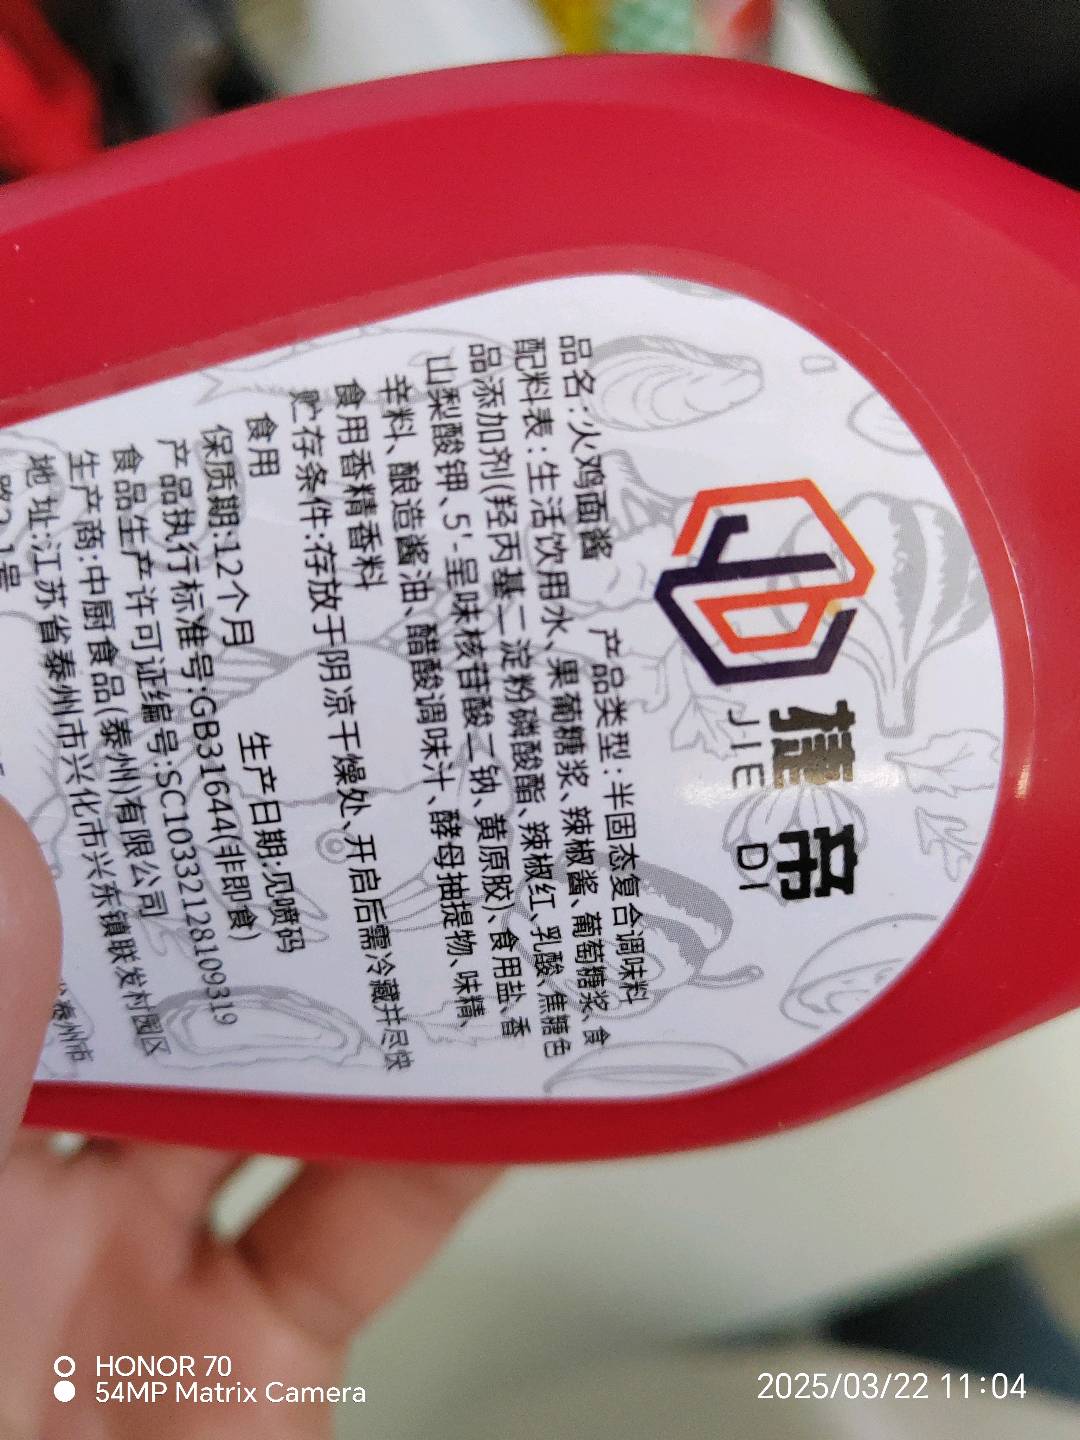 捷帝
JIE DI
品名:火鸡面酱 产品类型:半固态复合调味料
配料表:生活饮用水、果葡糖浆、辣椒酱、葡萄糖浆、食
品添加剂(羟丙基二淀粉磷酸酯、辣椒红、乳酸、焦糖色
山梨酸钾、5'-呈味核苷酸二钠、黄原胶)、食用盐、香
辛料、酿造酱油、醋酸调味汁、酵母抽提物、味精、
食用香精香料
贮存条件:存放于阴凉干燥处、开启后需冷藏并尽快
食用
保质期:12个月 生产日期:见喷码
产品执行标准号:GB31644(非即食)
食品生产许可证编号:SC10332128109319
生产商:中厨食品(泰州)有限公司
地址:江苏省泰州市兴化市兴东镇联发村园区
泰州市
HONOR 70
54MP Matrix Camera
2025/03/22 11:04